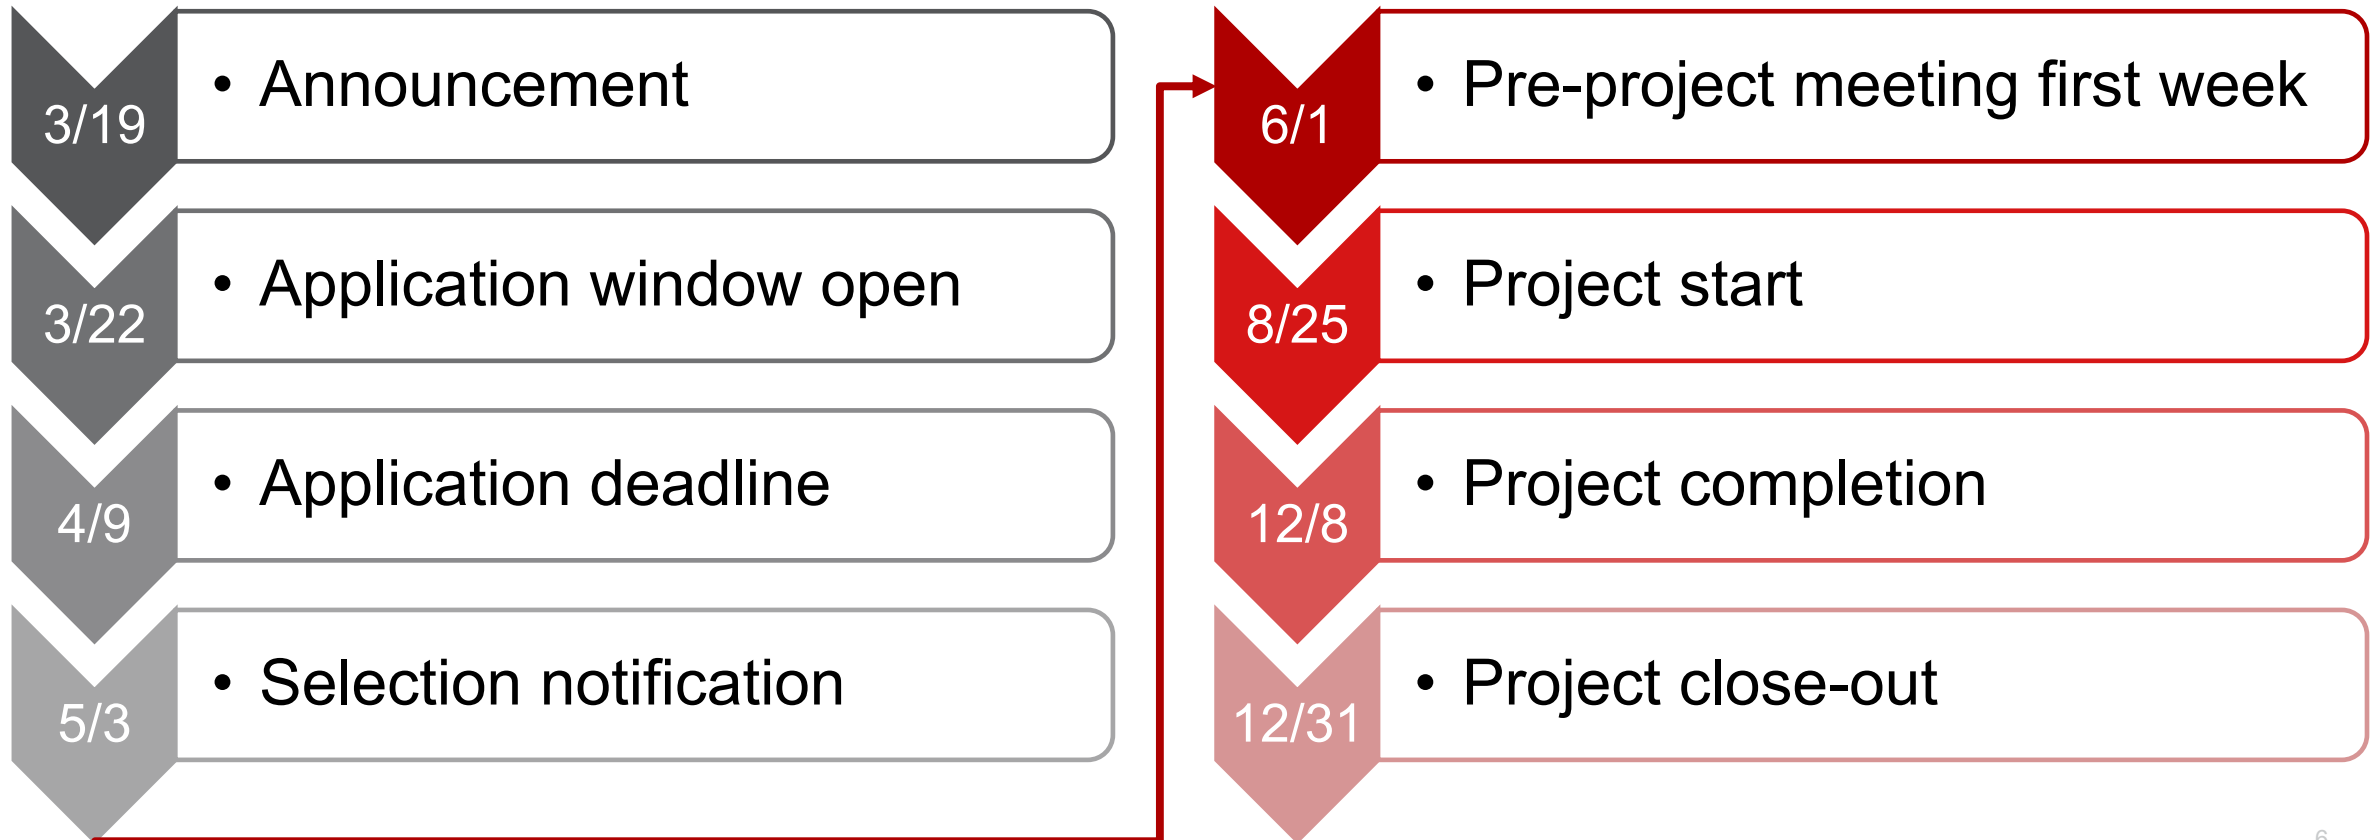 3/19
• Announcement
3/22
• Application window open
4/9
• Application deadline
5/3
• Selection notification
6/1
• Pre-project meeting first week
8/25
• Project start
12/8
• Project completion
12/31
• Project close-out
6